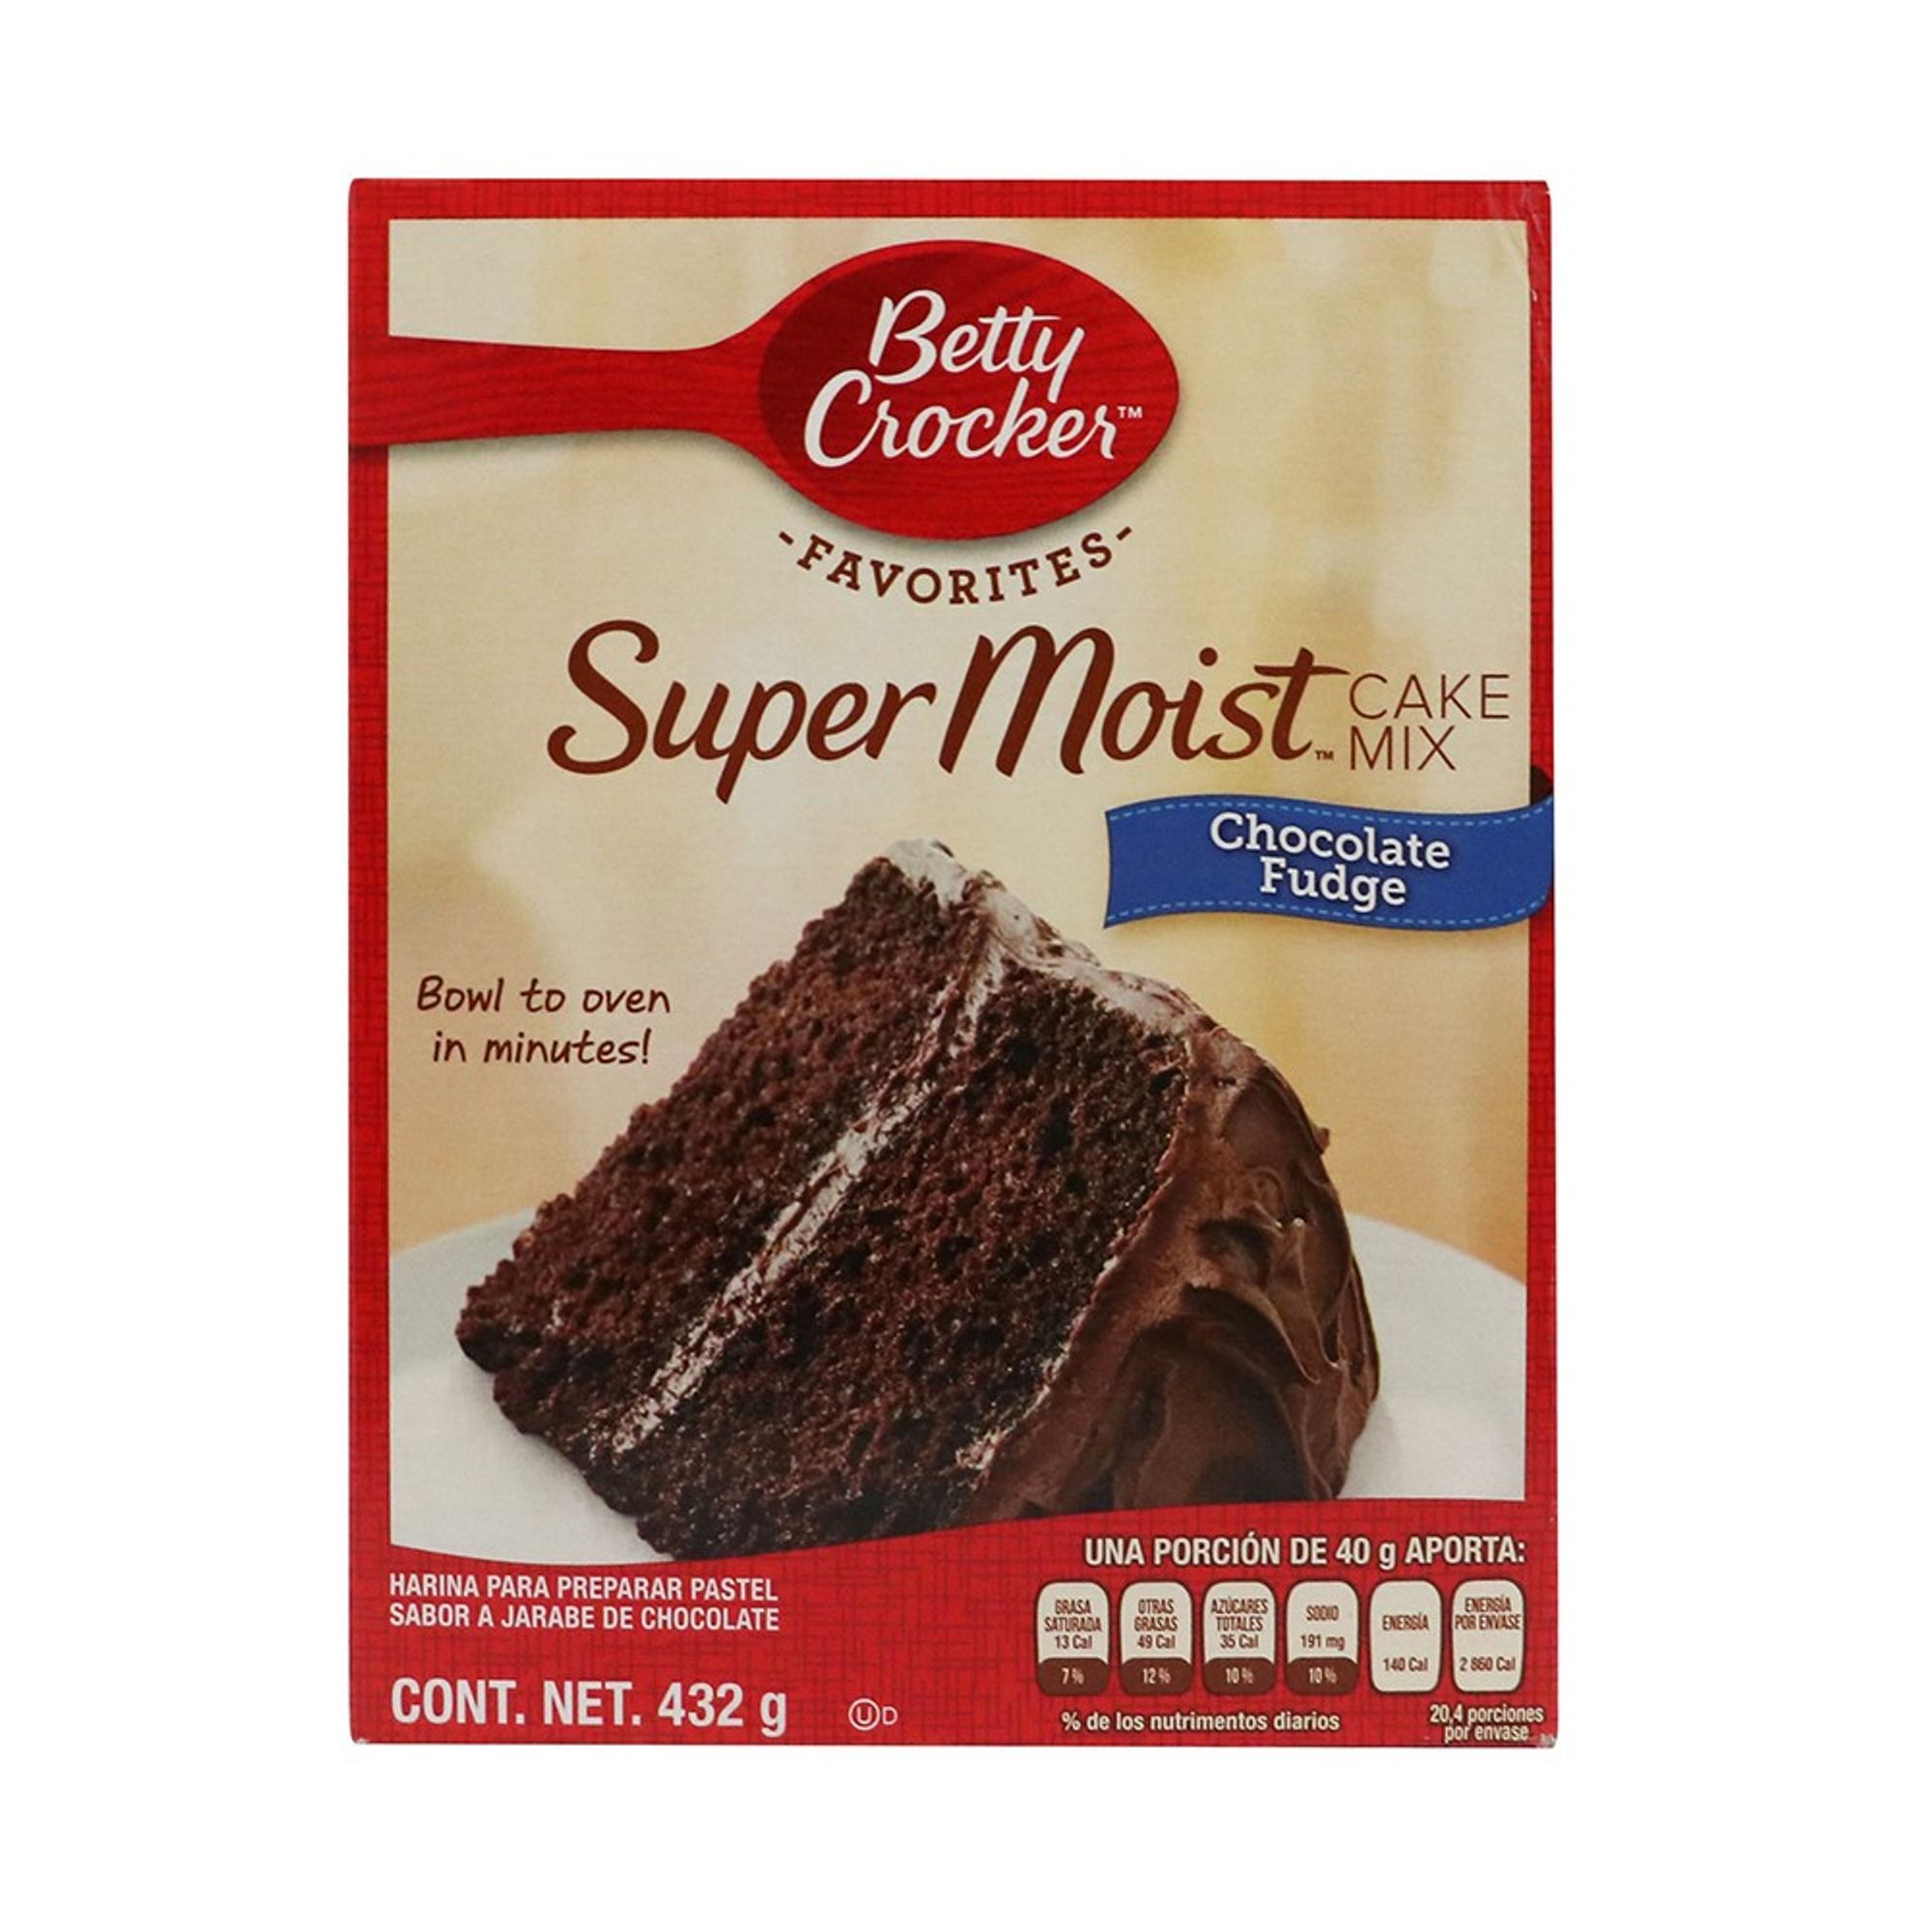 Betty
Crocker™
-FAVORITES-
SuperMoist™ CAKE
MIX
Chocolate
Fudge
Bowl to oven
in minutes!
HARINA PARA PREPARAR PASTEL
SABOR A JARABE DE CHOCOLATE
CONT. NET. 432 g
Ⓤ D
UNA PORCIÓN DE 40 g APORTA:
GRASA
SATURADA
13 Cal
7 %
OTRAS
GRASAS
49 Cal
12 %
AZÚCARES
TOTALES
35 Cal
10 %
SODIO
191 mg
10 %
ENERGÍA
140 Cal
ENERGÍA
POR ENVASE
2 860 Cal
% de los nutrimentos diarios
20,4 porciones
por envase